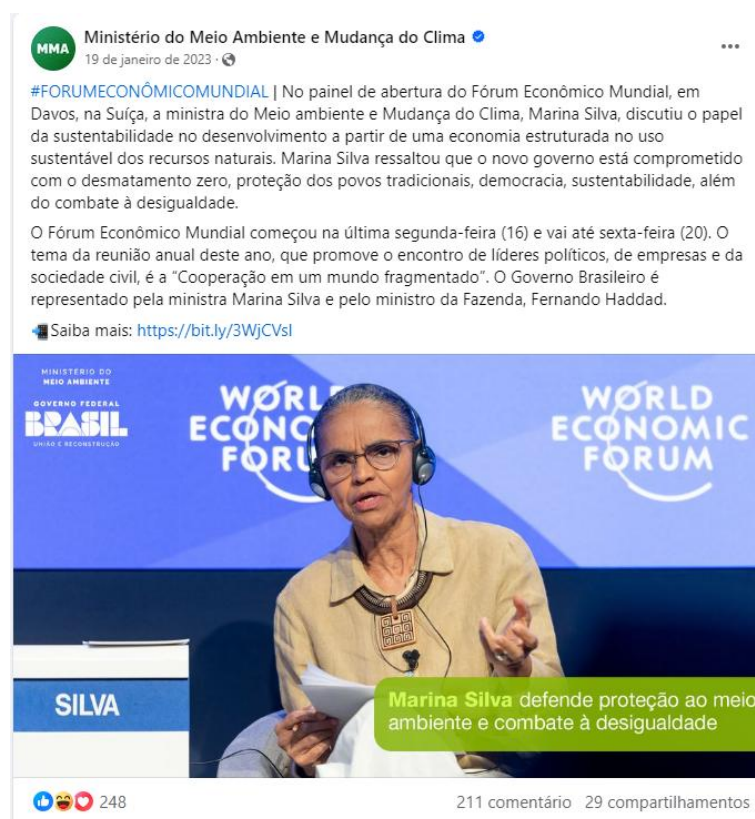 MMA
Ministério do Meio Ambiente e Mudança do Clima
19 de janeiro de 2023 ·
#FORUMECONÔMICOMUNDIAL | No painel de abertura do Fórum Econômico Mundial, em
Davos, na Suíça, a ministra do Meio ambiente e Mudança do Clima, Marina Silva, discutiu o papel
da sustentabilidade no desenvolvimento a partir de uma economia estruturada no uso
sustentável dos recursos naturais. Marina Silva ressaltou que o novo governo está comprometido
com o desmatamento zero, proteção dos povos tradicionais, democracia, sustentabilidade, além
do combate à desigualdade.
O Fórum Econômico Mundial começou na última segunda-feira (16) e vai até sexta-feira (20). O
tema da reunião anual deste ano, que promove o encontro de líderes políticos, de empresas e da
sociedade civil, é a “Cooperação em um mundo fragmentado”. O Governo Brasileiro é
representado pela ministra Marina Silva e pelo ministro da Fazenda, Fernando Haddad.
Saiba mais: https://bit.ly/3WjCVsI
MINISTÉRIO DO
MEIO AMBIENTE
GOVERNO FEDERAL
BRASIL
UNIÃO E RECONSTRUÇÃO
WORL
ECONO
FORU
WORLD
ECONOMIC
FORUM
SILVA
Marina Silva defende proteção ao meio
ambiente e combate à desigualdade
248
211 comentário 29 compartilhamentos